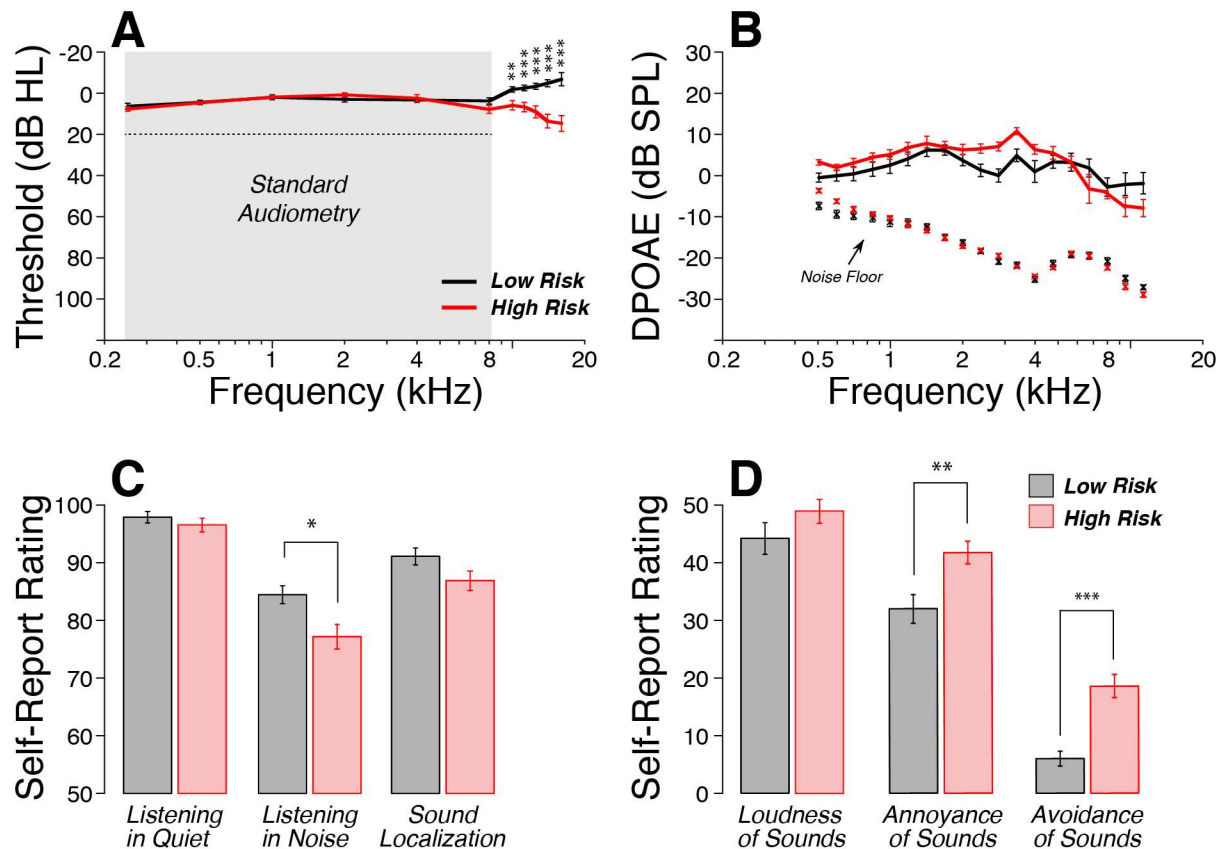 A
Threshold (dB HL)
-20
0
20
40
60
80
100
**
***
***
***
***
Standard
Audiometry
Low Risk
High Risk
0.2 0.5 1 2 4 8 20
Frequency (kHz)
B
DPOAE (dB SPL)
30
20
10
0
-10
-20
-30
Noise Floor
0.2 0.5 1 2 4 8 20
Frequency (kHz)
C
Self-Report Rating
100
90
80
70
60
50
*
Listening
in Quiet
Listening
in Noise
Sound
Localization
D
Self-Report Rating
50
40
30
20
10
0
**
***
Low Risk
High Risk
Loudness
of Sounds
Annoyance
of Sounds
Avoidance
of Sounds